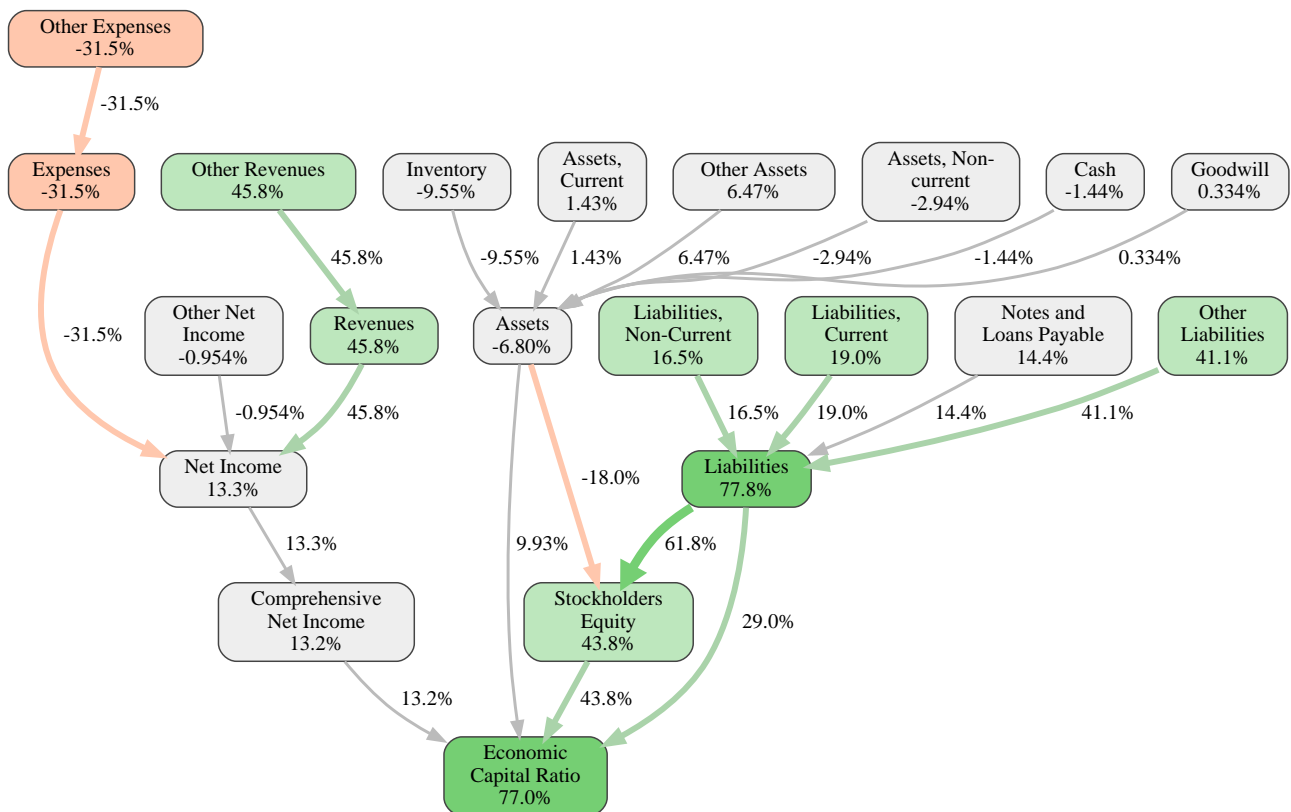 Other Expenses
-31.5%
-31.5%
Expenses
-31.5%
Other Revenues
45.8%
Inventory
-9.55%
Assets,
Current
1.43%
Other Assets
6.47%
Assets, Non-
current
-2.94%
Cash
-1.44%
Goodwill
0.334%
45.8%
-9.55%
1.43%
6.47%
-2.94%
-1.44%
0.334%
-31.5%
Other Net
Income
-0.954%
Revenues
45.8%
Assets
-6.80%
Liabilities,
Non-Current
16.5%
Liabilities,
Current
19.0%
Notes and
Loans Payable
14.4%
Other
Liabilities
41.1%
-0.954%
45.8%
16.5%
19.0%
14.4%
41.1%
Net Income
13.3%
-18.0%
Liabilities
77.8%
13.3%
9.93%
61.8%
Comprehensive
Net Income
13.2%
Stockholders
Equity
43.8%
29.0%
13.2%
43.8%
Economic
Capital Ratio
77.0%